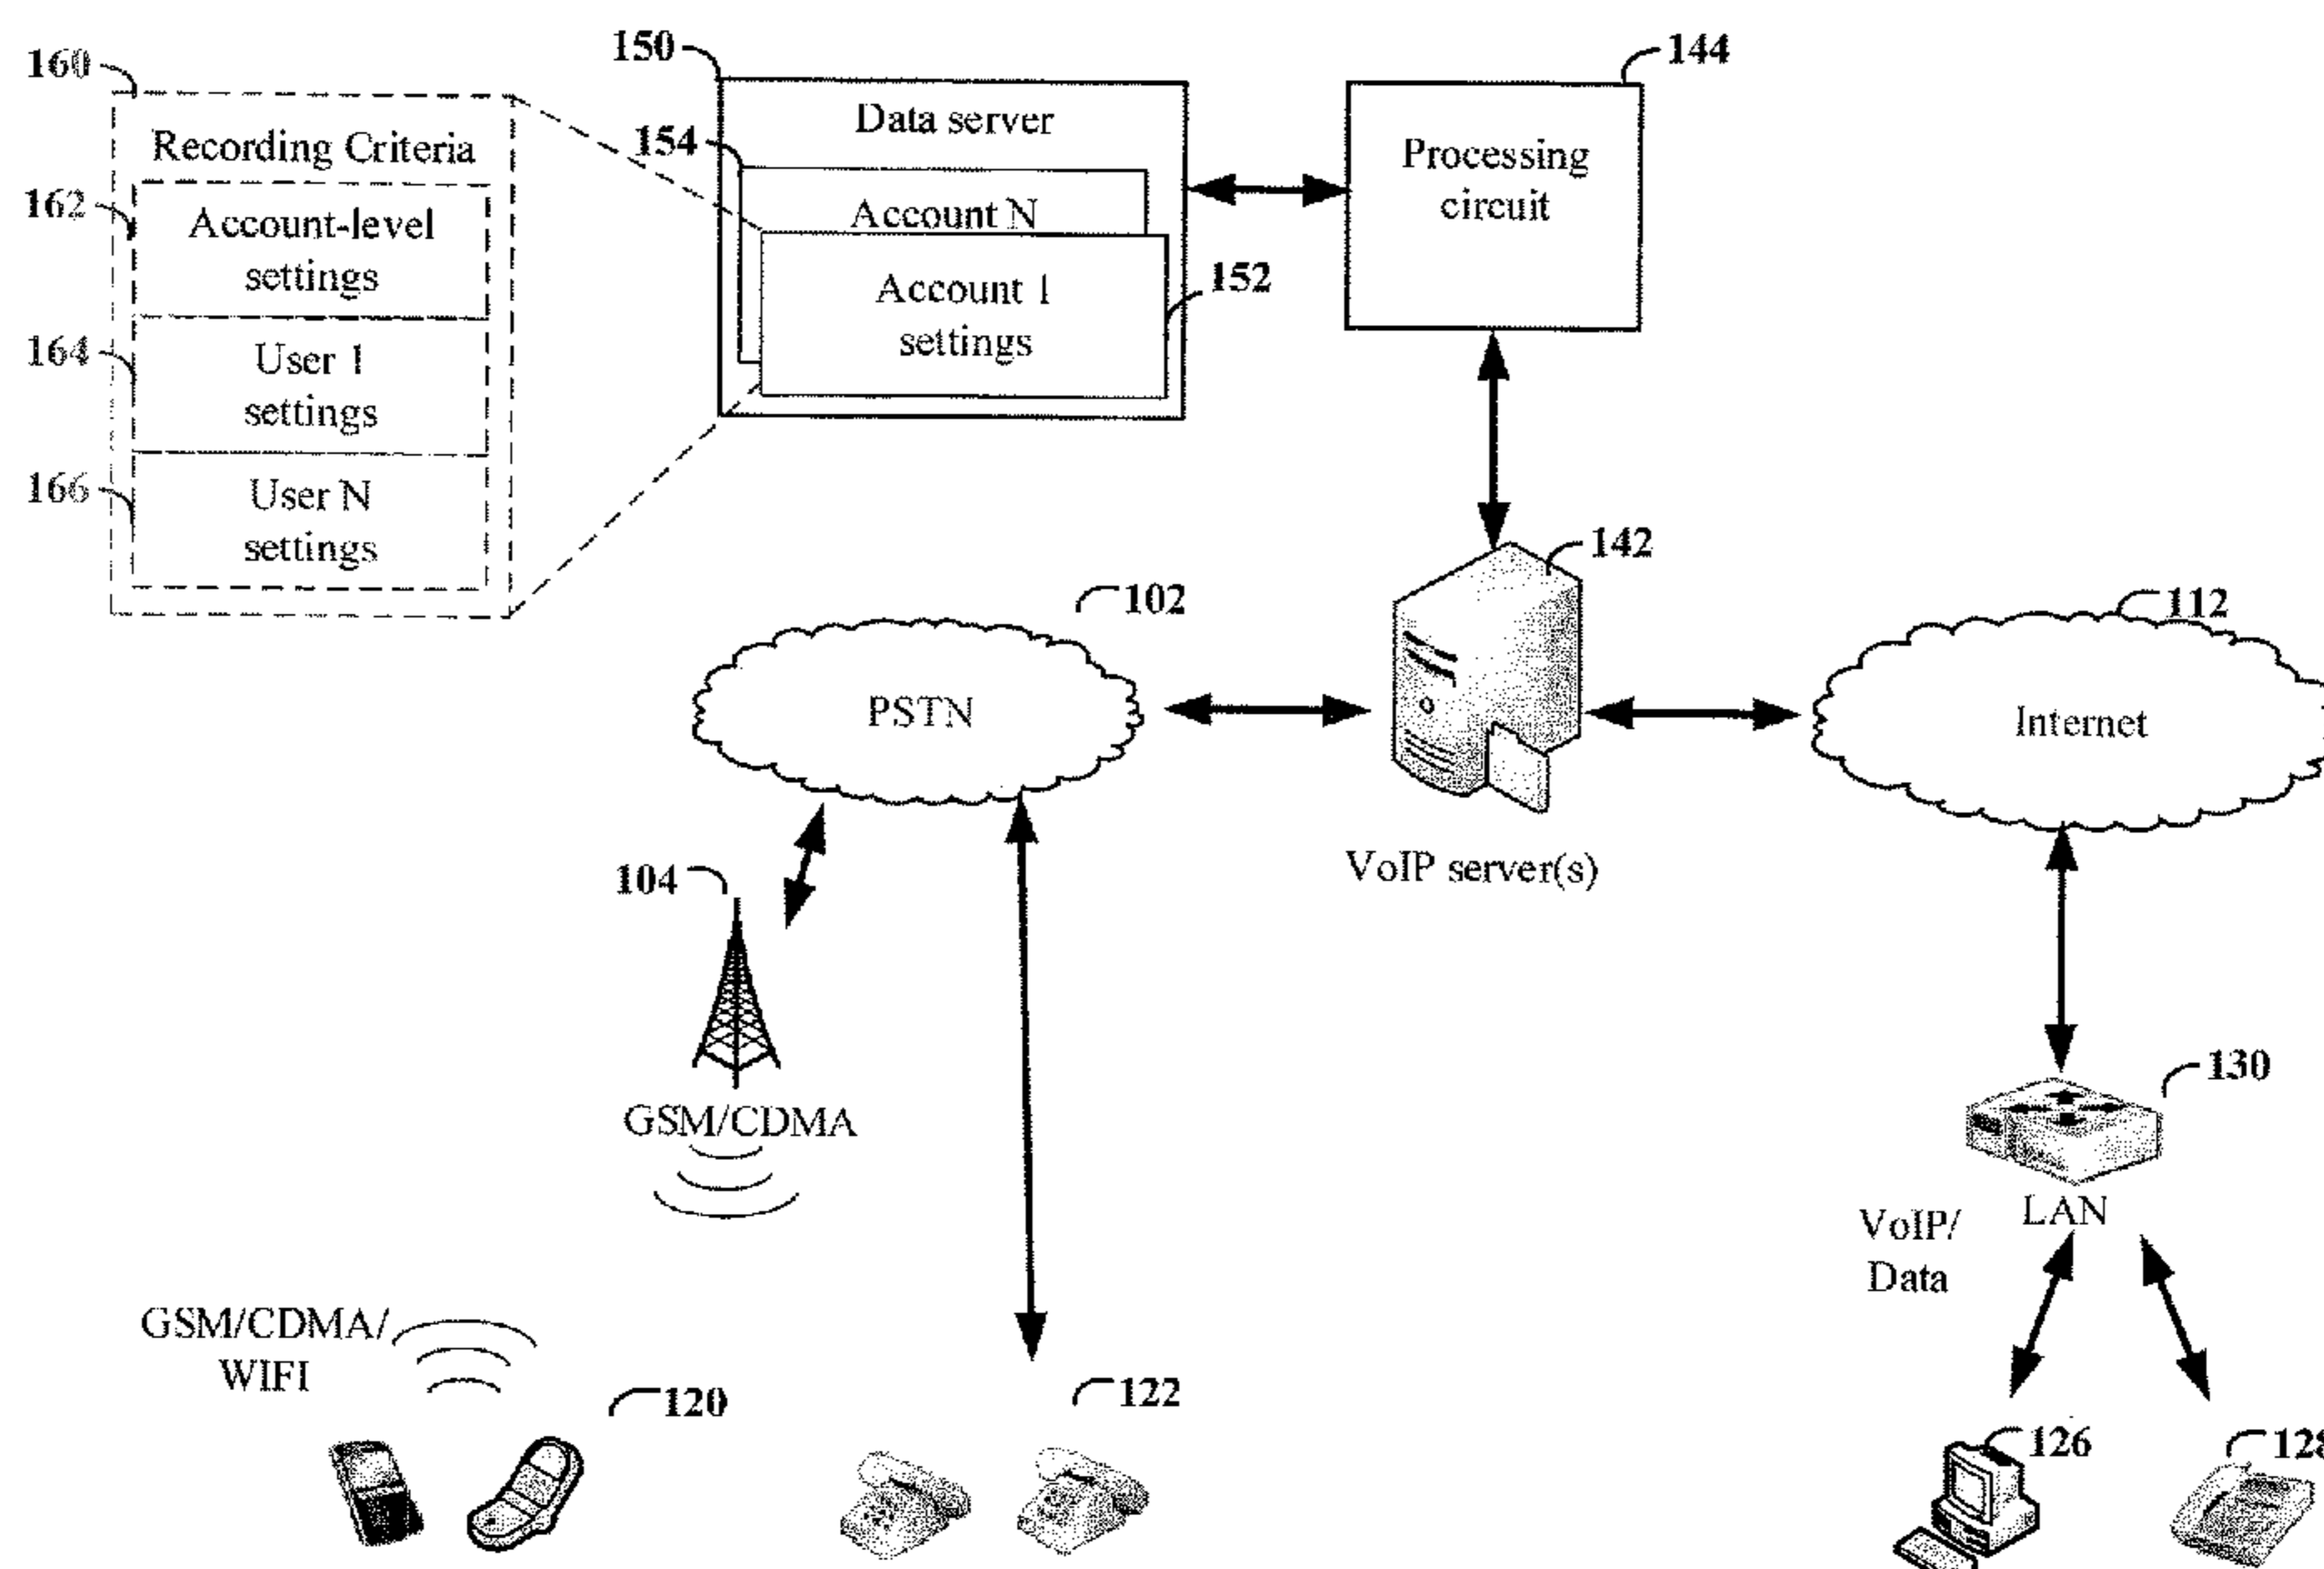 160
150
144
Data server
154
Recording Criteria
Processing
circuit
162
Account-level
settings
Account N
Account 1
settings
152
164
User 1
settings
166
User N
settings
142
102
112
PSTN
Internet
VoIP server(s)
104
130
GSM/CDMA
LAN
VoIP/
Data
GSM/CDMA/
WIFI
120
122
126
128